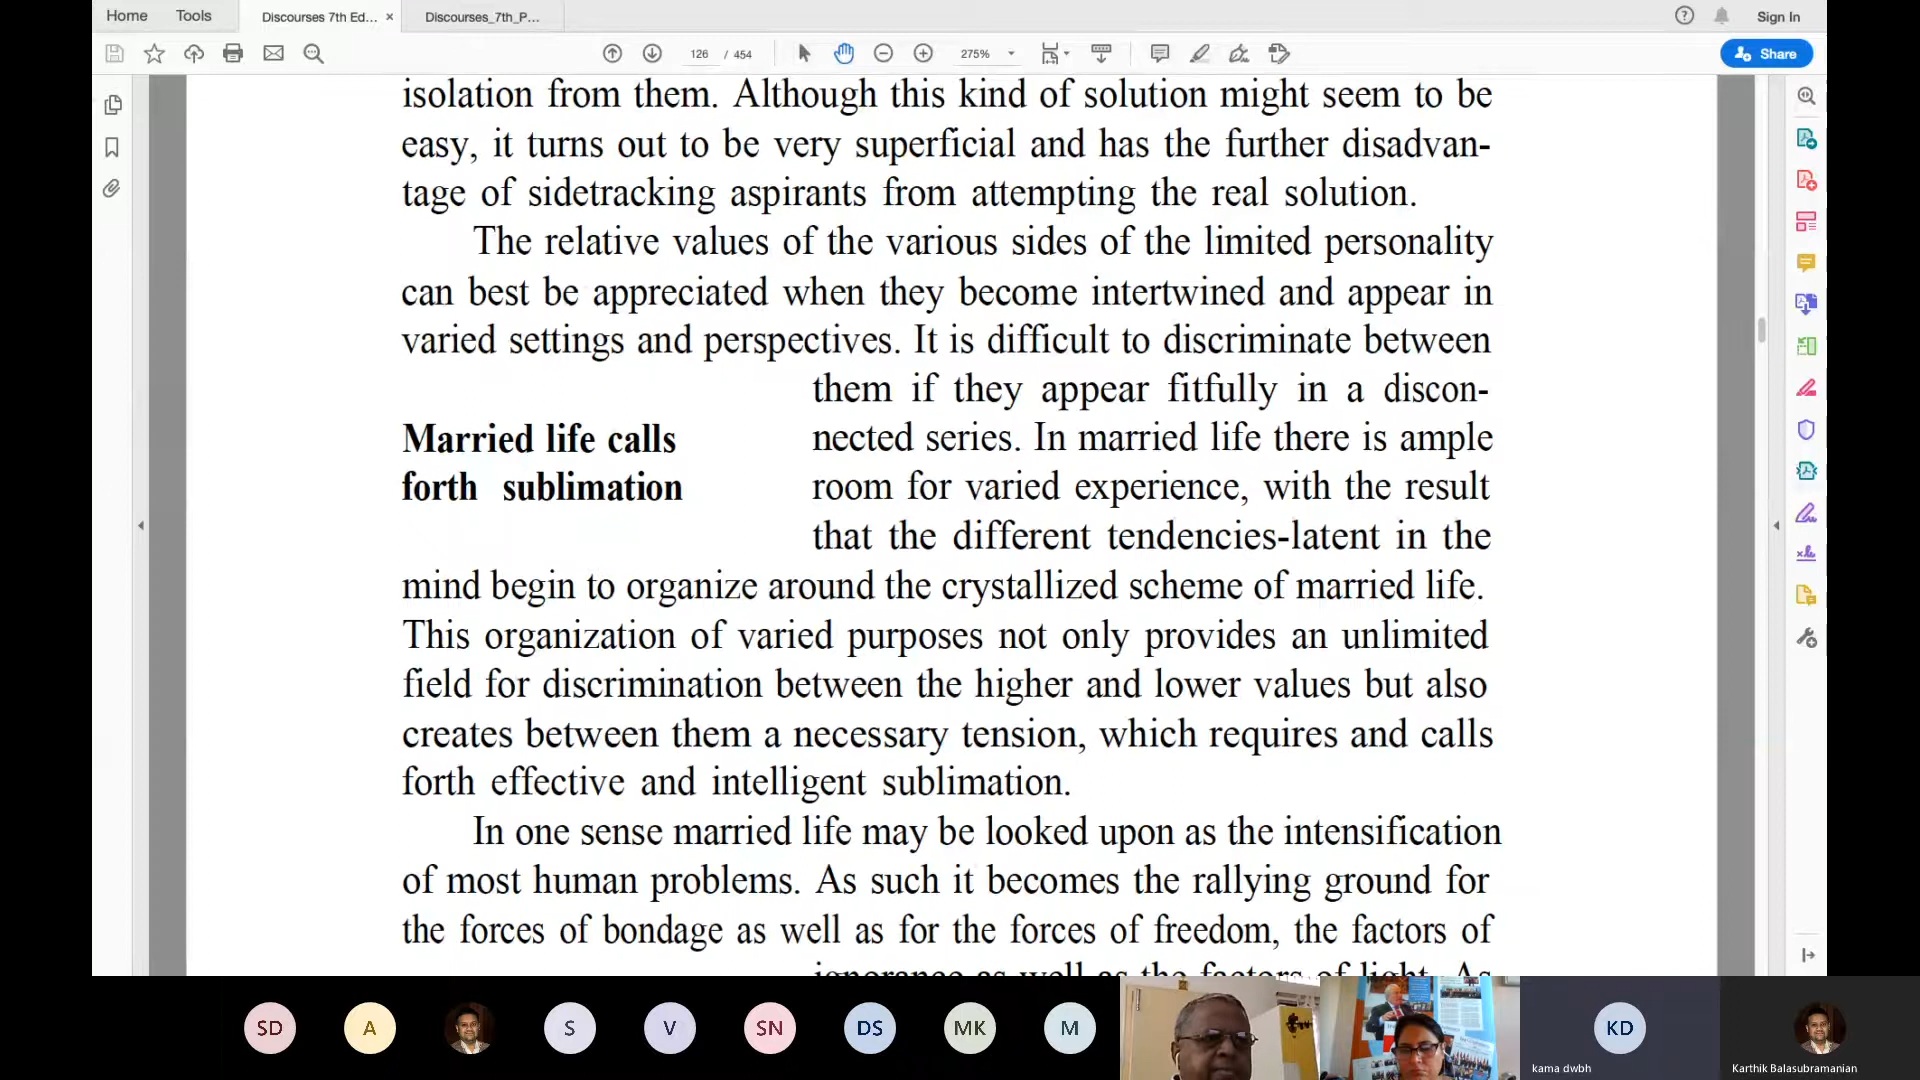 Home Tools Discourses 7th Ed... × Discourses_7th_P... Sign In
126 / 454 275% Share
isolation from them. Although this kind of solution might seem to be
easy, it turns out to be very superficial and has the further disadvan-
tage of sidetracking aspirants from attempting the real solution.
The relative values of the various sides of the limited personality
can best be appreciated when they become intertwined and appear in
varied settings and perspectives. It is difficult to discriminate between
them if they appear fitfully in a discon-
Married life calls
nected series. In married life there is ample
forth sublimation
room for varied experience, with the result
that the different tendencies-latent in the
mind begin to organize around the crystallized scheme of married life.
This organization of varied purposes not only provides an unlimited
field for discrimination between the higher and lower values but also
creates between them a necessary tension, which requires and calls
forth effective and intelligent sublimation.
In one sense married life may be looked upon as the intensification
of most human problems. As such it becomes the rallying ground for
the forces of bondage as well as for the forces of freedom, the factors of
ignorance as well as the factors of light. As
SD A S V SN DS MK M KD
kama dwbh Karthik Balasubramanian